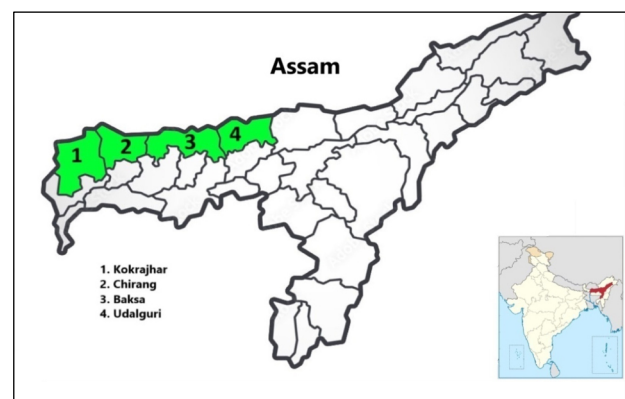 Assam
1
2
3
4
1. Kokrajhar
2. Chirang
3. Baksa
4. Udalguri